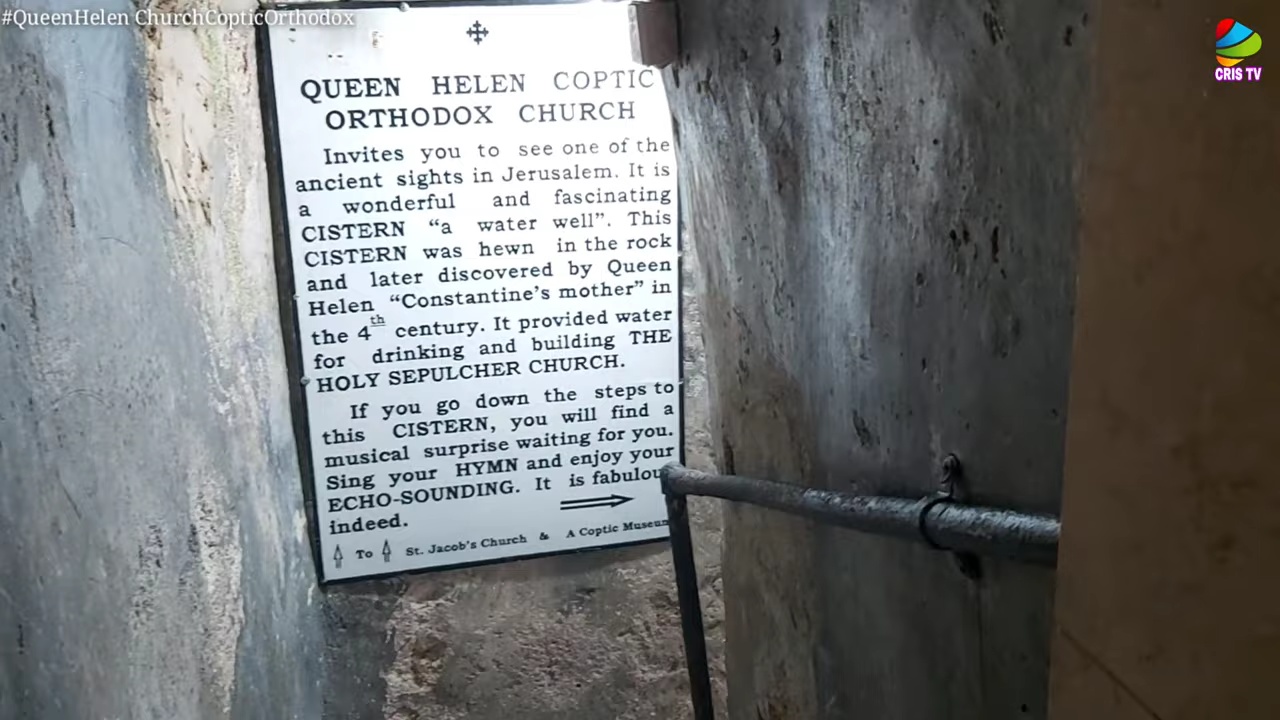 #QueenHelen ChurchCopticOrthodox
CRIS TV
QUEEN HELEN COPTIC
ORTHODOX CHURCH
Invites you to see one of the
ancient sights in Jerusalem. It is
a wonderful and fascinating
CISTERN “a water well”. This
CISTERN was hewn in the rock
and later discovered by Queen
Helen “Constantine’s mother” in
the 4th century. It provided water
for drinking and building THE
HOLY SEPULCHER CHURCH.
If you go down the steps to
this CISTERN, you will find a
musical surprise waiting for you.
Sing your HYMN and enjoy your
ECHO-SOUNDING. It is fabulou
indeed.
To St. Jacob's Church & A Coptic Museum